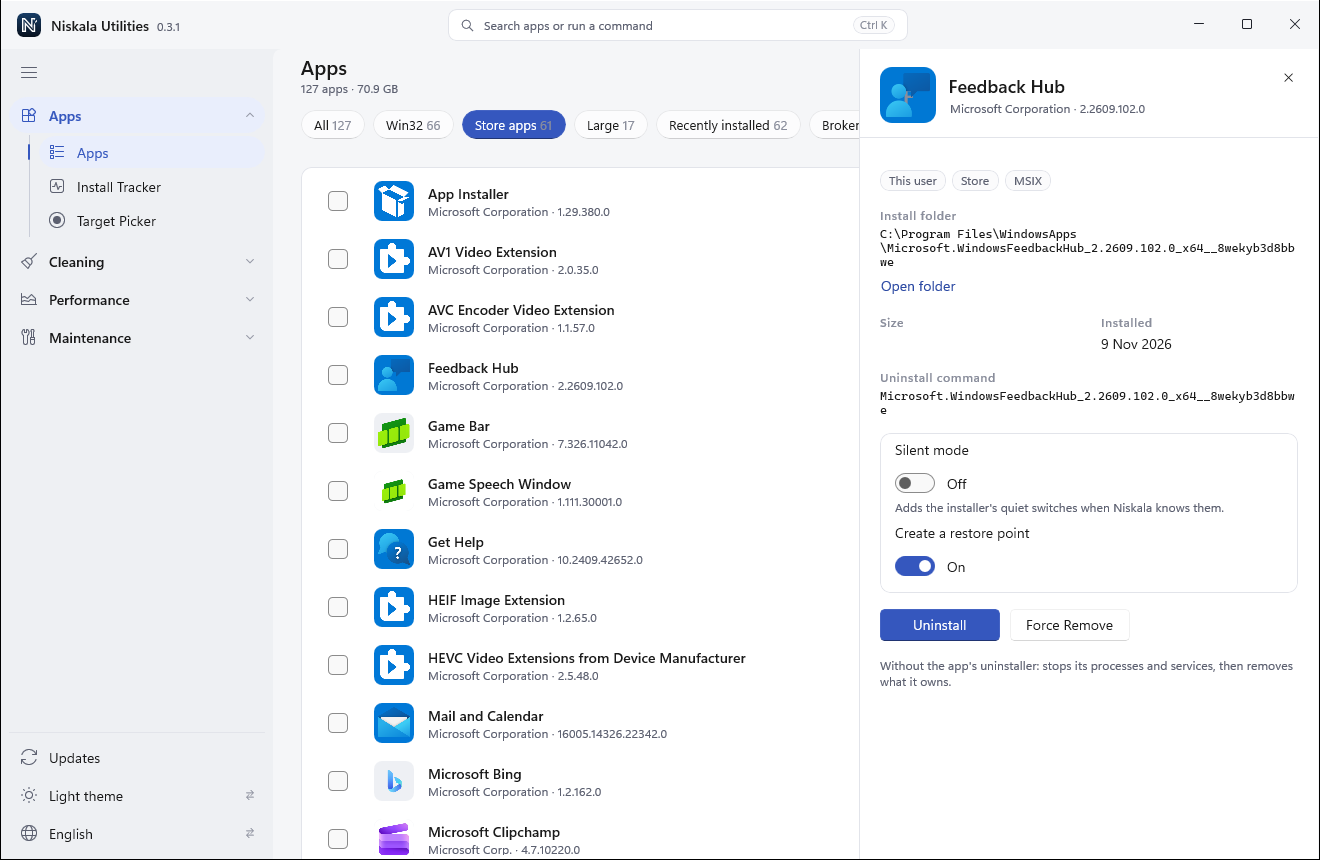 Niskala Utilities 0.3.1
Search apps or run a command
Ctrl K
Apps
Apps
Install Tracker
Target Picker
Cleaning
Performance
Maintenance
Updates
Light theme
English
Apps
127 apps · 70.9 GB
All 127
Win32 66
Store apps 61
Large 17
Recently installed 62
Broken
App Installer
Microsoft Corporation · 1.29.380.0
AV1 Video Extension
Microsoft Corporation · 2.0.35.0
AVC Encoder Video Extension
Microsoft Corporation · 1.1.57.0
Feedback Hub
Microsoft Corporation · 2.2609.102.0
Game Bar
Microsoft Corporation · 7.326.11042.0
Game Speech Window
Microsoft Corporation · 1.111.30001.0
Get Help
Microsoft Corporation · 10.2409.42652.0
HEIF Image Extension
Microsoft Corporation · 1.2.65.0
HEVC Video Extensions from Device Manufacturer
Microsoft Corporation · 2.5.48.0
Mail and Calendar
Microsoft Corporation · 16005.14326.22342.0
Microsoft Bing
Microsoft Corporation · 1.2.162.0
Microsoft Clipchamp
Microsoft Corp. · 4.7.10220.0
Feedback Hub
Microsoft Corporation · 2.2609.102.0
This user
Store
MSIX
Install folder
C:\Program Files\WindowsApps
\Microsoft.WindowsFeedbackHub_2.2609.102.0_x64__8wekyb3d8bb
we
Open folder
Size
Installed
9 Nov 2026
Uninstall command
Microsoft.WindowsFeedbackHub_2.2609.102.0_x64__8wekyb3d8bbw
e
Silent mode
Off
Adds the installer's quiet switches when Niskala knows them.
Create a restore point
On
Uninstall
Force Remove
Without the app's uninstaller: stops its processes and services, then removes
what it owns.